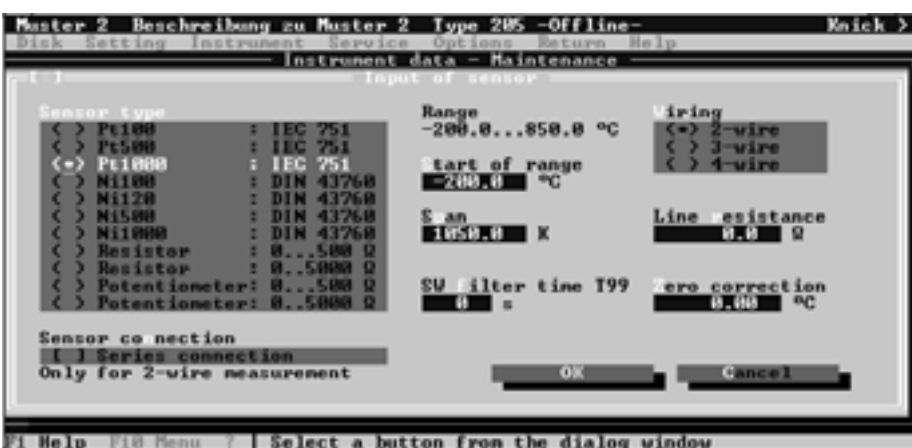 Muster 2 Beschreibung zu Muster 2 Type 205 -Offline- Knick >
Disk Setting Instrument Service Options Return Help
Instrument data - Maintenance
[ ] Input of sensor
Sensor type
( ) Pt100 : IEC 751
( ) Pt500 : IEC 751
(•) Pt1000 : IEC 751
( ) Ni100 : DIN 43760
( ) Ni120 : DIN 43760
( ) Ni500 : DIN 43760
( ) Ni1000 : DIN 43760
( ) Resistor : 0...500 Ω
( ) Resistor : 0...5000 Ω
( ) Potentiometer: 0...500 Ω
( ) Potentiometer: 0...5000 Ω
Sensor connection
[ ] Series connection
Only for 2-wire measurement
Range
-200.0...850.0 °C
Start of range
-200.0 °C
Span
1050.0 K
SW filter time T99
0 s
Wiring
(•) 2-wire
( ) 3-wire
( ) 4-wire
Line resistance
0.0 Ω
Zero correction
0.00 °C
OK Cancel
F1 Help F10 Menu ? | Select a button from the dialog window